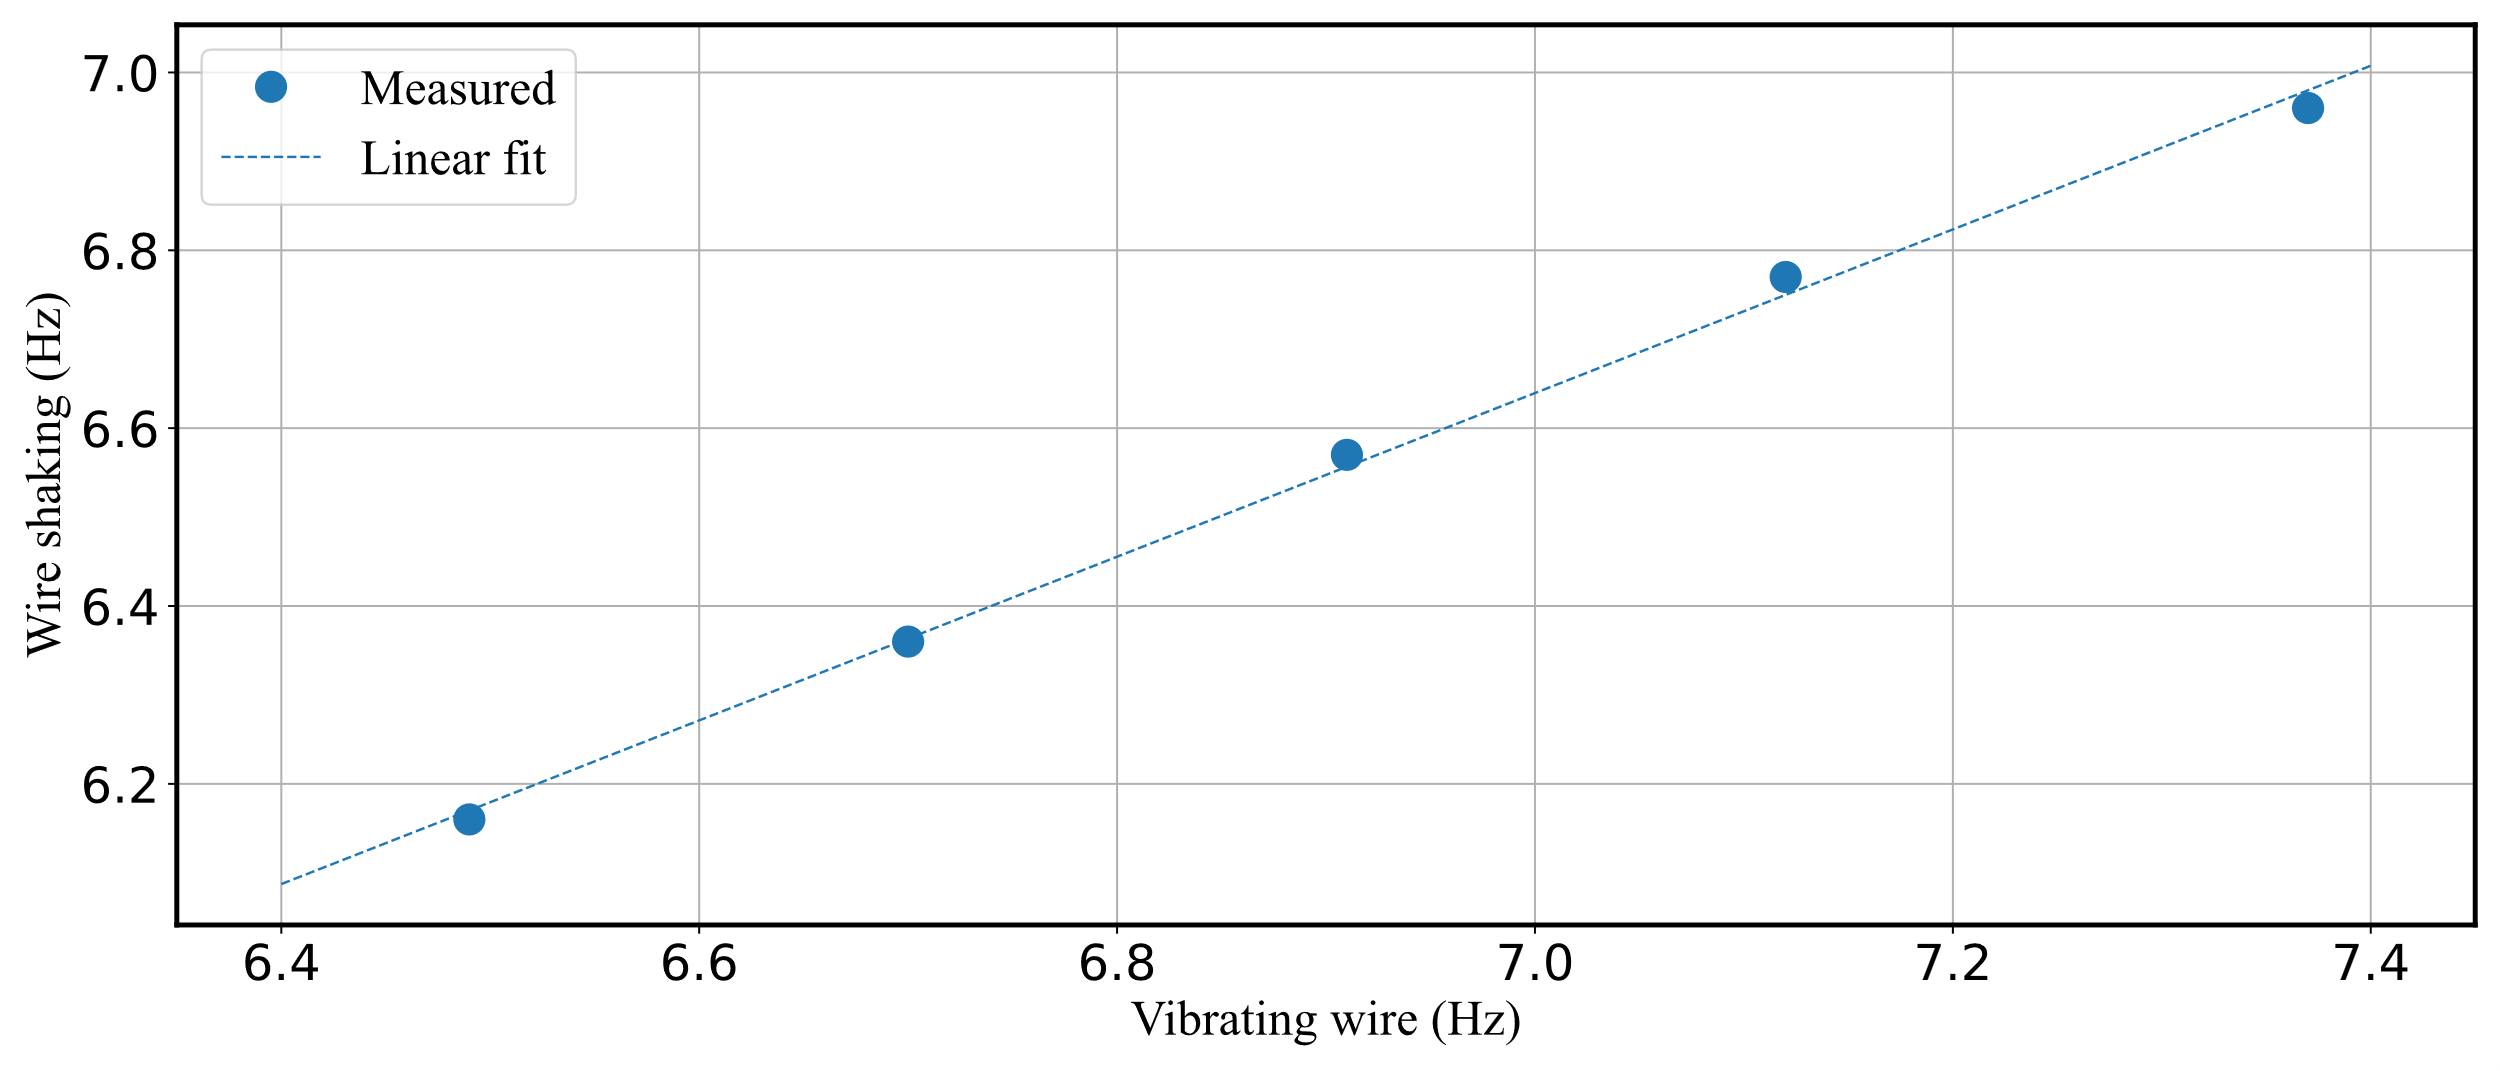 Measured
Linear fit
7.0
6.8
6.6
6.4
6.2
Wire shaking (Hz)
6.4 6.6 6.8 7.0 7.2 7.4
Vibrating wire (Hz)